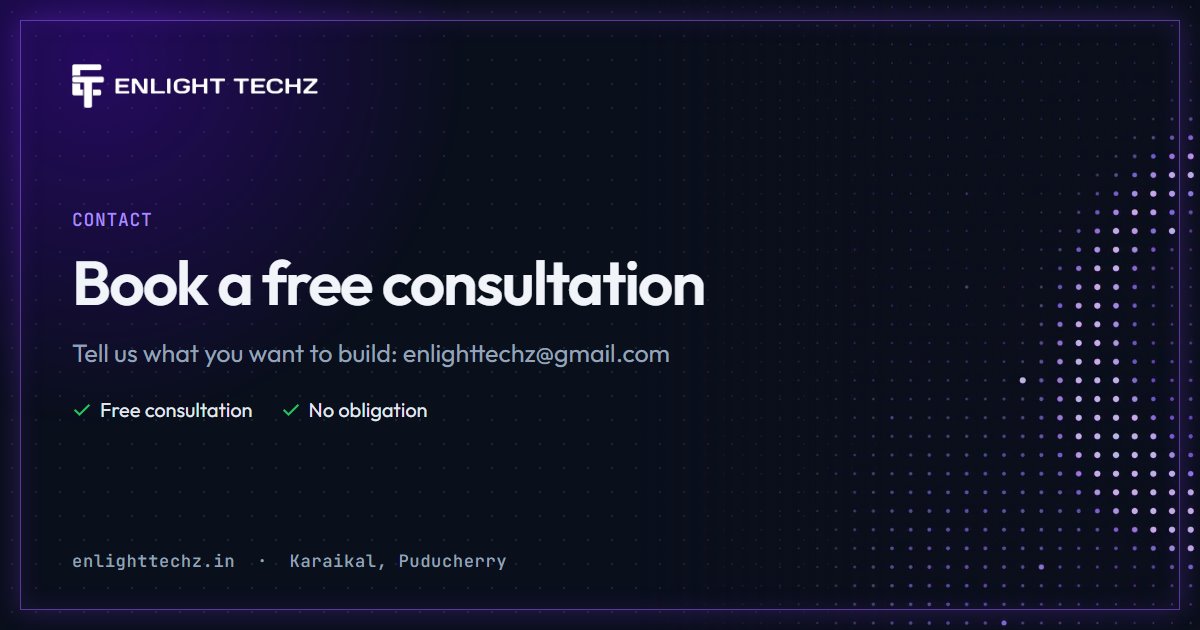 ENLIGHT TECHZ
CONTACT
Book a free consultation
Tell us what you want to build: enlighttechz@gmail.com
Free consultation No obligation
enlighttechz.in · Karaikal, Puducherry